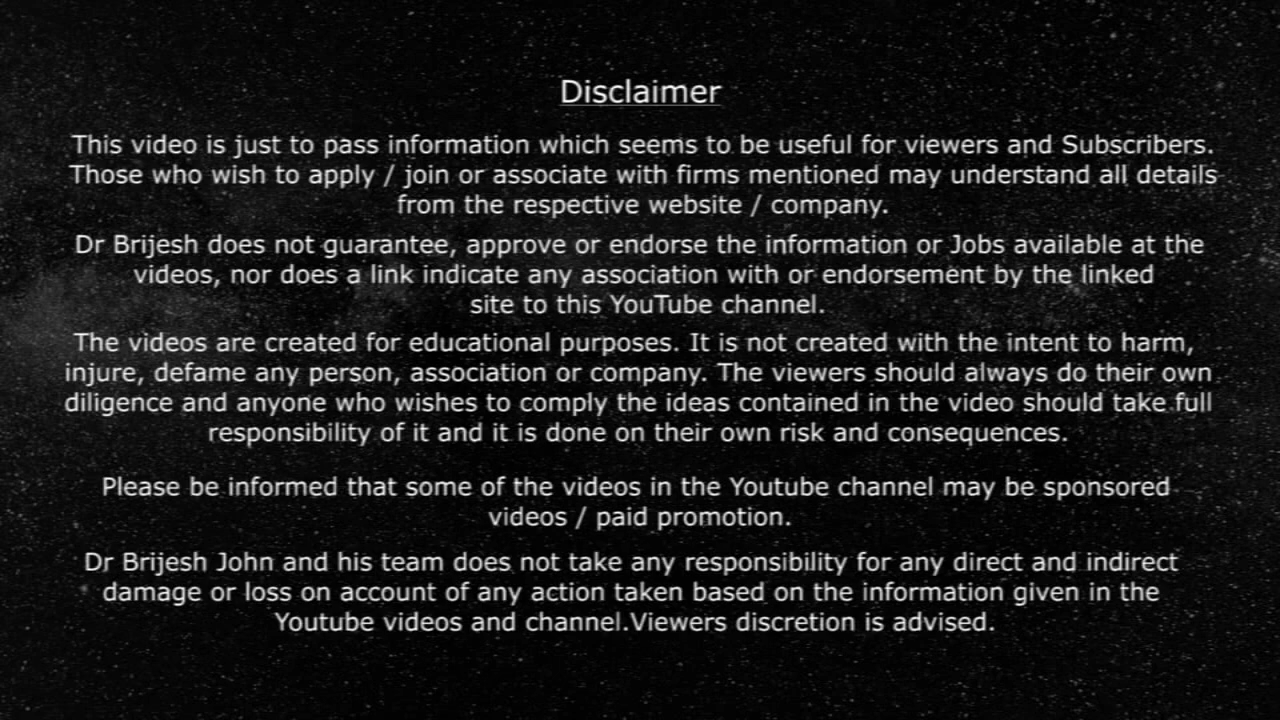 Disclaimer
This video is just to pass information which seems to be useful for viewers and Subscribers.
Those who wish to apply / join or associate with firms mentioned may understand all details
from the respective website / company.
Dr Brijesh does not guarantee, approve or endorse the information or Jobs available at the
videos, nor does a link indicate any association with or endorsement by the linked
site to this YouTube channel.
The videos are created for educational purposes. It is not created with the intent to harm,
injure, defame any person, association or company. The viewers should always do their own
diligence and anyone who wishes to comply the ideas contained in the video should take full
responsibility of it and it is done on their own risk and consequences.
Please be informed that some of the videos in the Youtube channel may be sponsored
videos / paid promotion.
Dr Brijesh John and his team does not take any responsibility for any direct and indirect
damage or loss on account of any action taken based on the information given in the
Youtube videos and channel.Viewers discretion is advised.